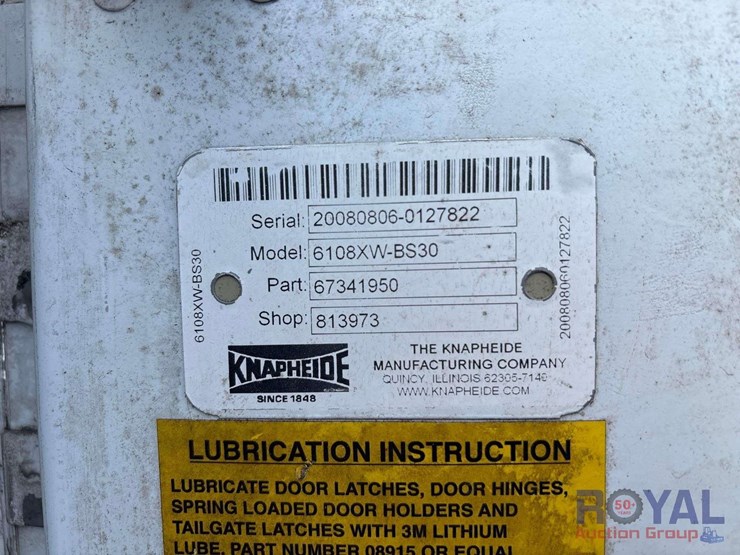 Serial: 20080806-0127822
Model: 6108XW-BS30
Part: 67341950
Shop: 813973
6108XW-BS30
200808060127822
KNAPHEIDE
SINCE 1848
THE KNAPHEIDE
MANUFACTURING COMPANY
QUINCY, ILLINOIS 62305-7140
WWW.KNAPHEIDE.COM
LUBRICATION INSTRUCTION
LUBRICATE DOOR LATCHES, DOOR HINGES,
SPRING LOADED DOOR HOLDERS AND
TAILGATE LATCHES WITH 3M LITHIUM
LUBE, PART NUMBER 08915 OR EQUAL
ROYAL
50+
YEARS
Auction Group